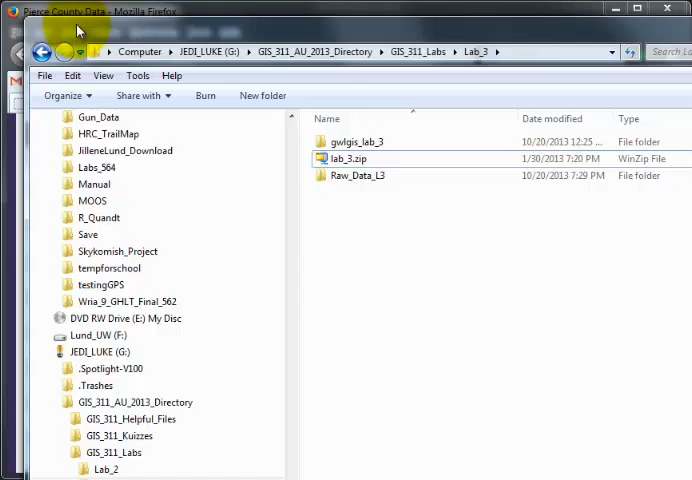 Pierce County Data - Mozilla Firefox
Computer ▸ JEDI_LUKE (G:) ▸ GIS_311_AU_2013_Directory ▸ GIS_311_Labs ▸ Lab_3 ▸
Search Lab
File Edit View Tools Help
Organize Share with Burn New folder
Name Date modified Type
gwlgis_lab_3 10/20/2013 12:25 ... File folder
lab_3.zip 1/30/2013 7:20 PM WinZip File
Raw_Data_L3 10/20/2013 7:29 PM File folder
Gun_Data
HRC_TrailMap
JilleneLund_Download
Labs_564
Manual
MOOS
R_Quandt
Save
Skykomish_Project
tempforschool
testingGPS
Wria_9_GHLT_Final_562
DVD RW Drive (E:) My Disc
Lund_UW (F:)
JEDI_LUKE (G:)
.Spotlight-V100
.Trashes
GIS_311_AU_2013_Directory
GIS_311_Helpful_Files
GIS_311_Kuizzes
GIS_311_Labs
Lab_2